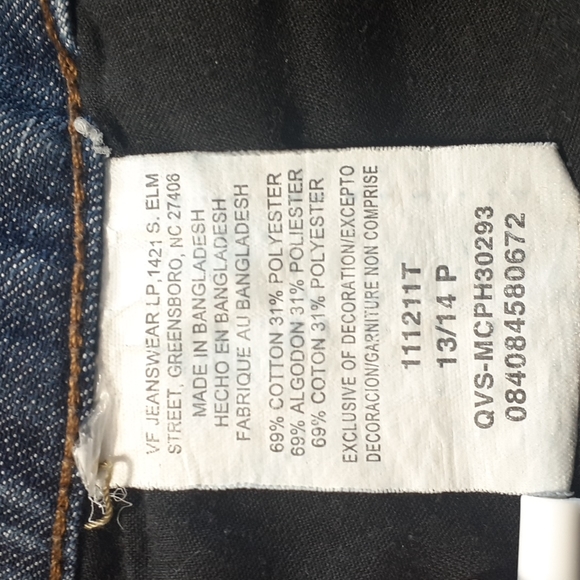 VF JEANSWEAR LP,1421 S. ELM
STREET, GREENSBORO, NC 27406
MADE IN BANGLADESH
HECHO EN BANGLADESH
FABRIQUE AU BANGLADESH
69% COTTON 31% POLYESTER
69% ALGODON 31% POLIESTER
69% COTON 31% POLYESTER
EXCLUSIVE OF DECORATION/EXCEPTO
DECORACION/GARNITURE NON COMPRISE
111211T
13/14 P
QVS-MCPH30293
084084580672